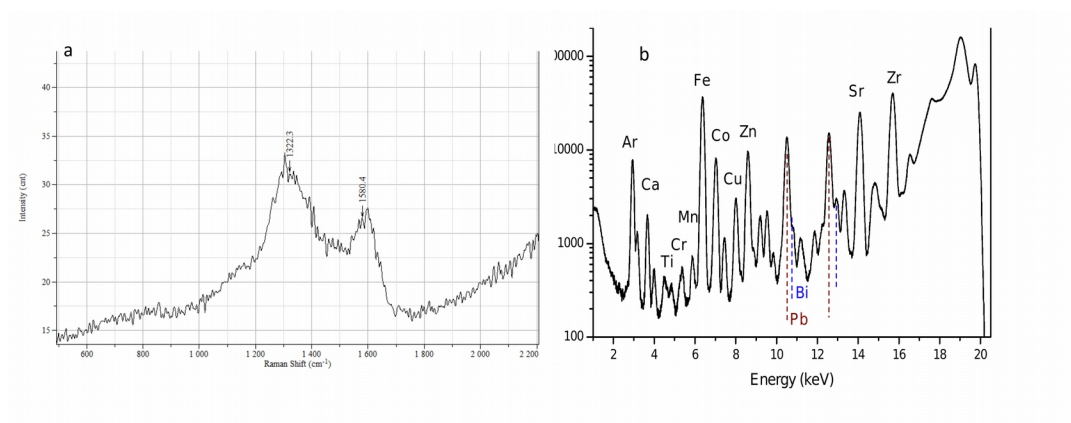 a
40
35
30
25
20
15
Intensity (cnt)
1322.3
1580.4
600
800
1 000
1 200
1 400
1 600
1 800
2 000
2 200
Raman Shift (cm⁻¹)
b
10000
1000
100
Ar
Ca
Ti
Cr
Mn
Fe
Co
Cu
Zn
Bi
Pb
Sr
Zr
2
4
6
8
10
12
14
16
18
20
Energy (keV)